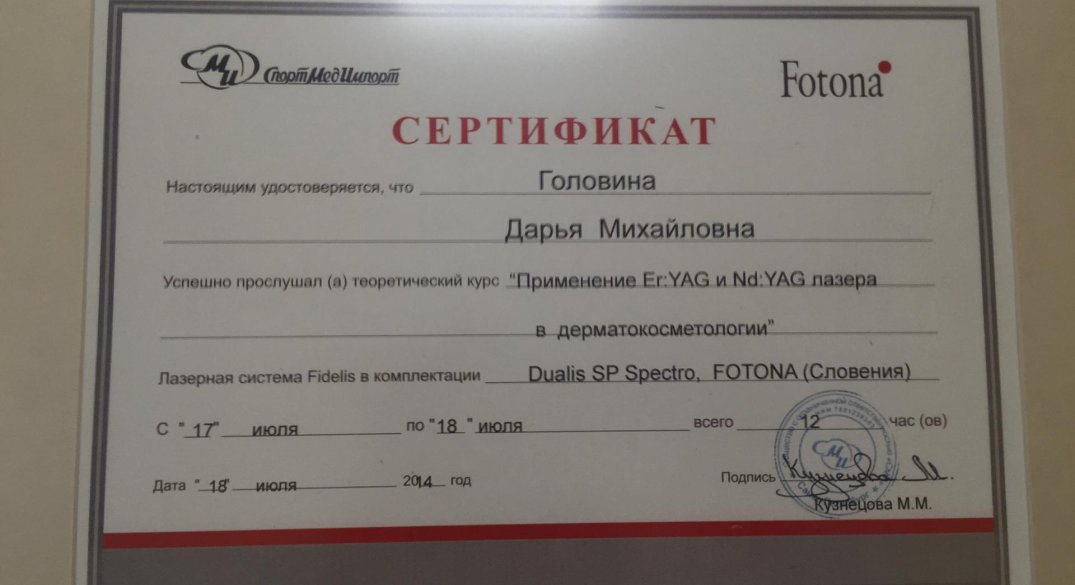 СМИ СпортМедИмпорт
Fotona
СЕРТИФИКАТ
Настоящим удостоверяется, что Головина
Дарья Михайловна
Успешно прослушал (а) теоретический курс "Применение Er:YAG и Nd:YAG лазера
в дерматокосметологии"
Лазерная система Fidelis в комплектации Dualis SP Spectro, FOTONA (Словения)
С "17" июля по "18" июля всего 12 час (ов)
Дата "18" июля 2014 год Подпись Кузнецова М.
Кузнецова М.М.